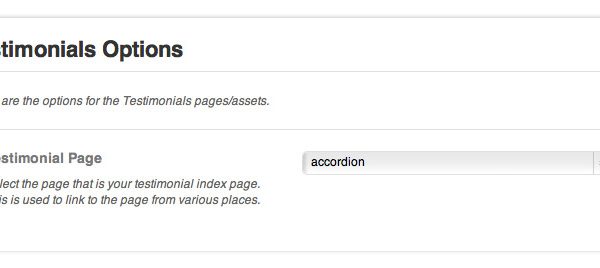 stimonials Options
are the options for the Testimonials pages/assets.
estimonial Page
accordion
lect the page that is your testimonial index page.
is is used to link to the page from various places.